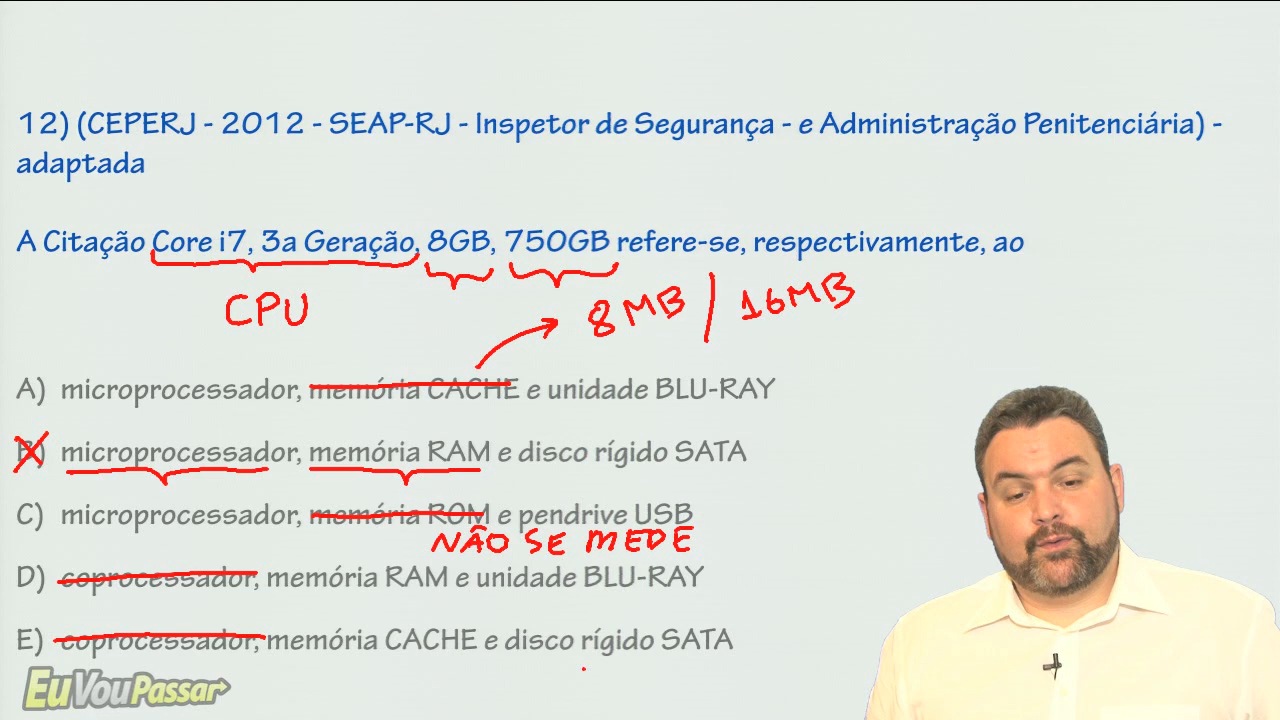 12) (CEPERJ - 2012 - SEAP-RJ - Inspetor de Segurança - e Administração Penitenciária) -
adaptada
A Citação Core i7, 3a Geração, 8GB, 750GB refere-se, respectivamente, ao
CPU
8MB / 16MB
A) microprocessador, memória CACHE e unidade BLU-RAY
B) microprocessador, memória RAM e disco rígido SATA
C) microprocessador, memória ROM e pendrive USB
NÃO SE MEDE
D) coprocessador, memória RAM e unidade BLU-RAY
E) coprocessador, memória CACHE e disco rígido SATA
EuVouPassar